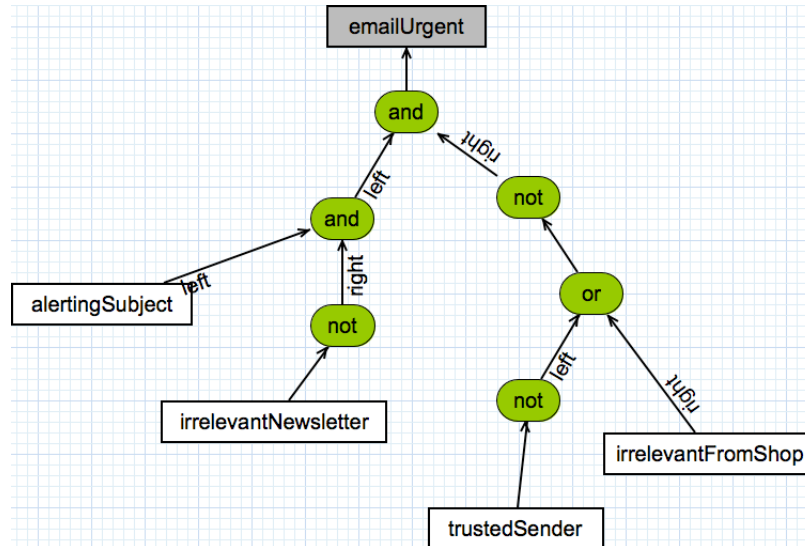 emailUrgent
and
left
right
and
not
left
right
alertingSubject
or
not
left
right
not
irrelevantNewsletter
irrelevantFromShop
trustedSender